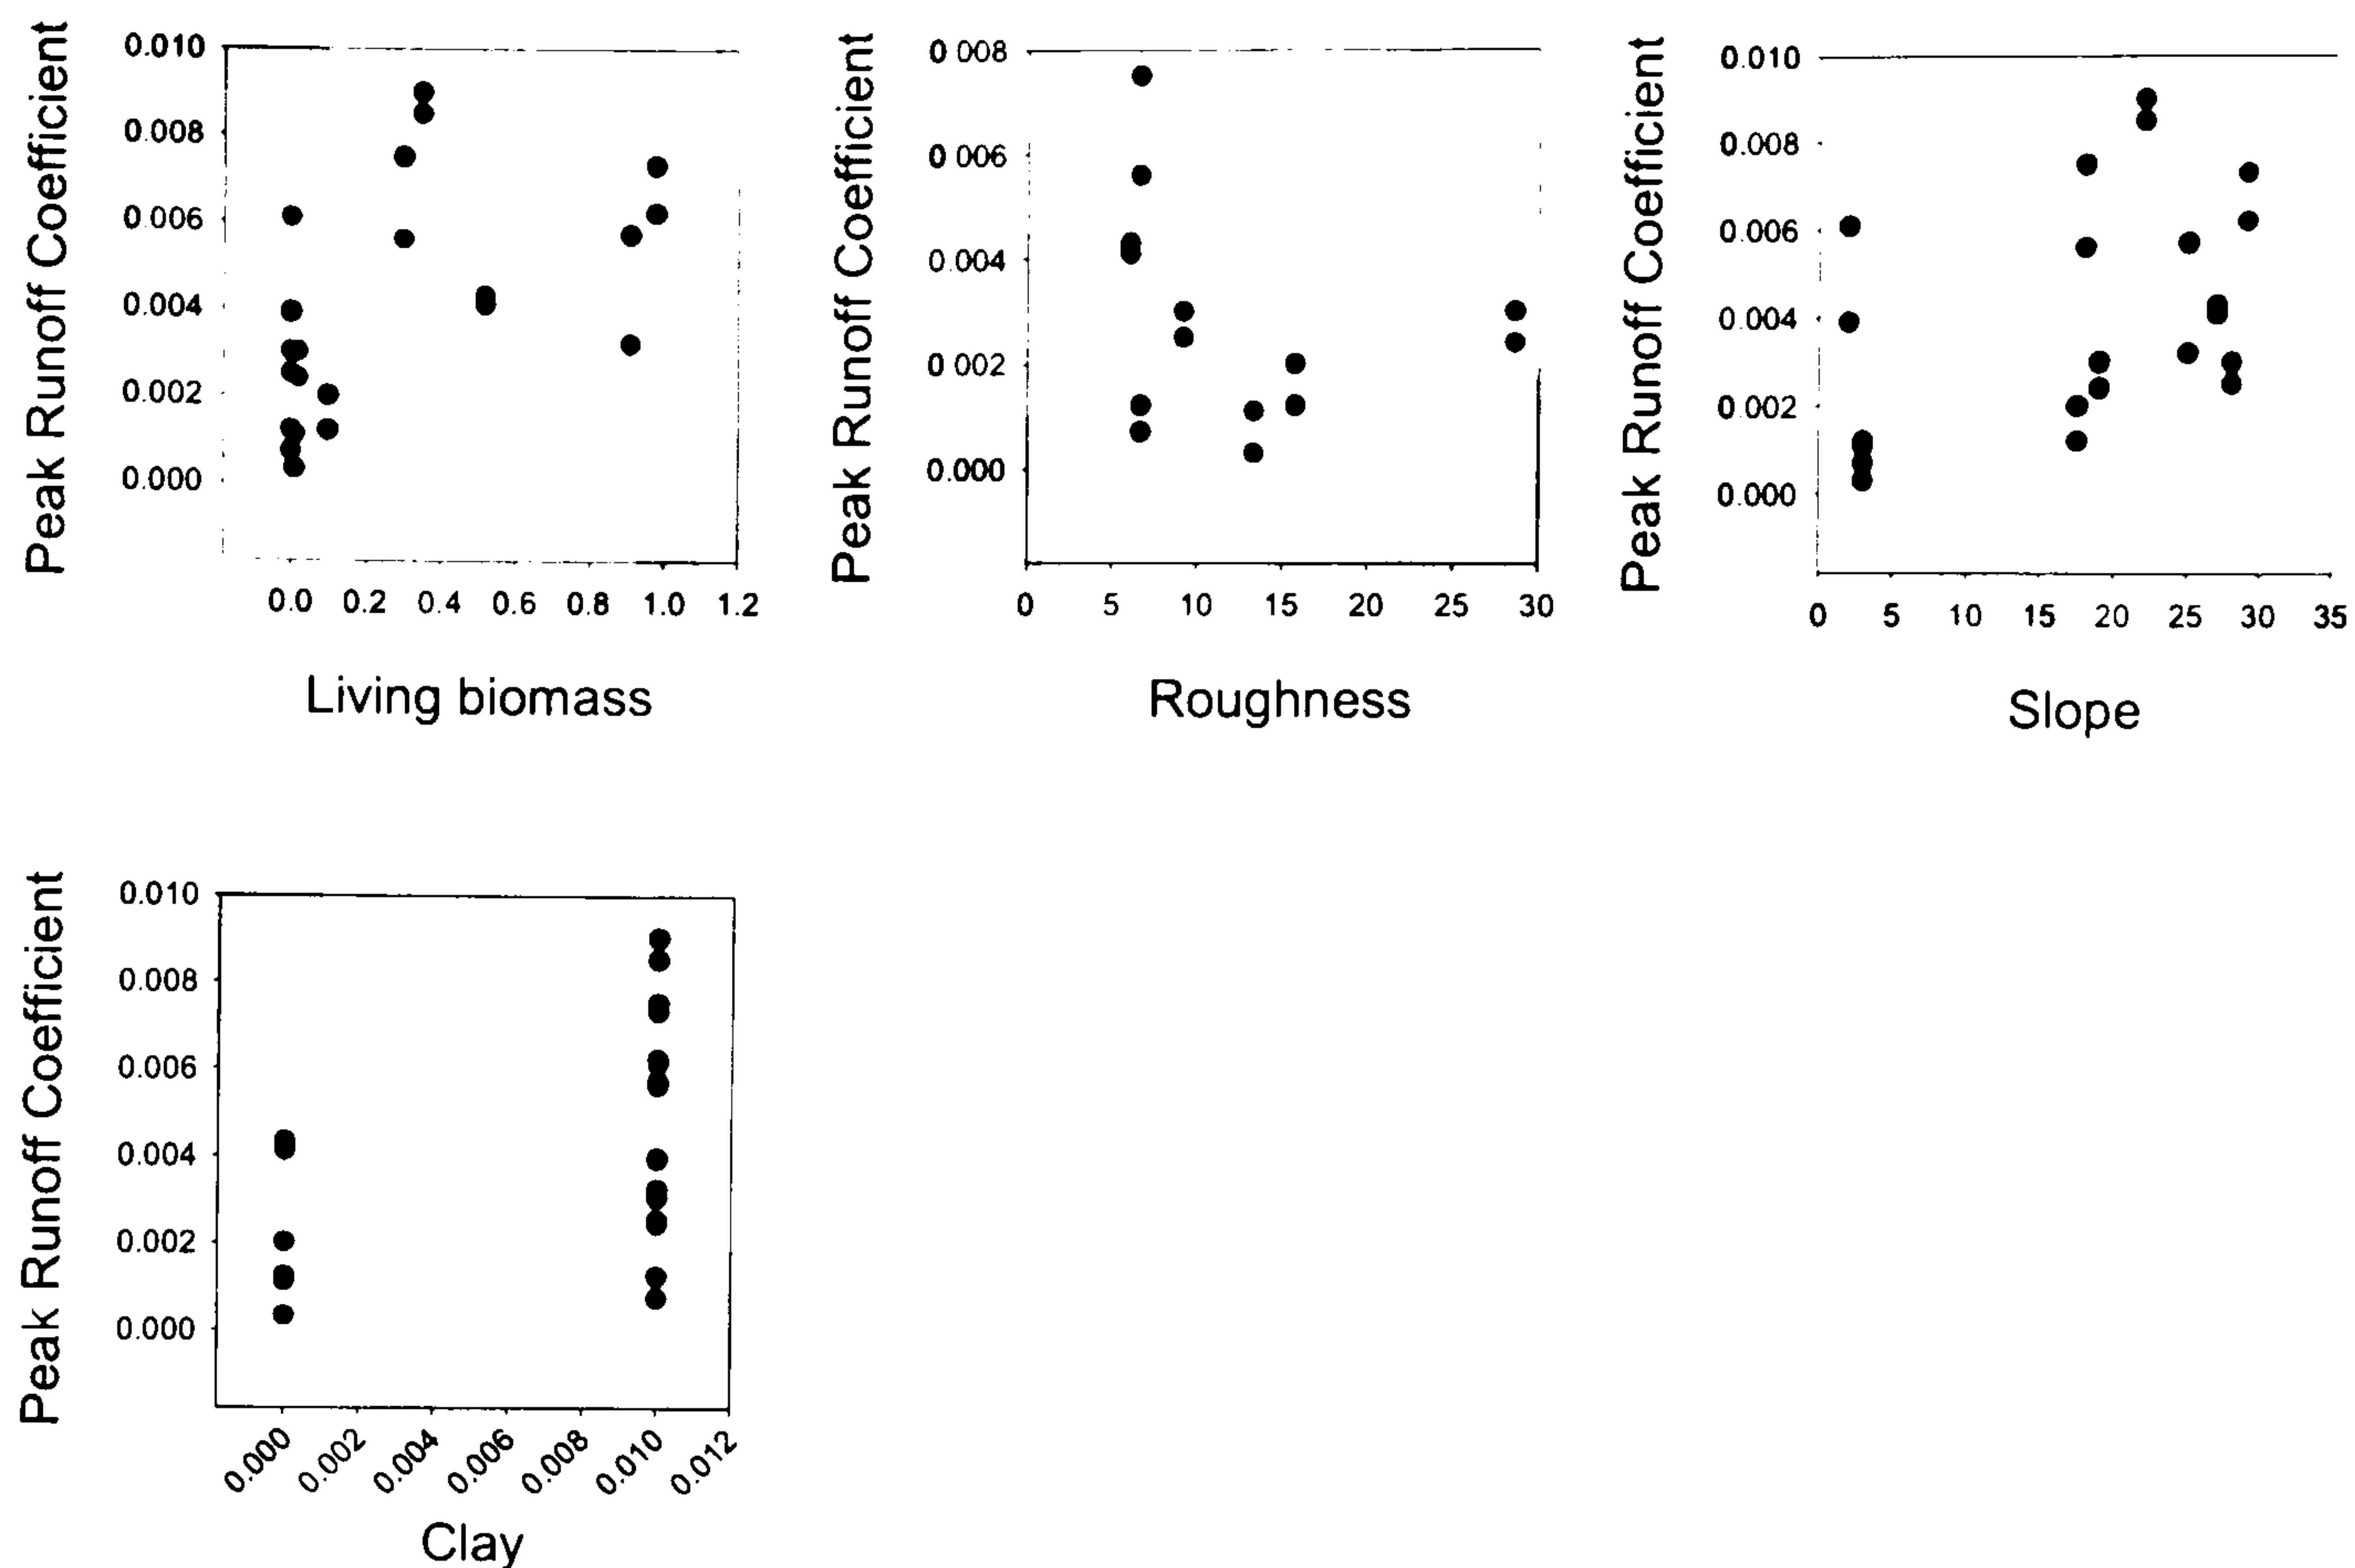 Peak Runoff Coefficient
0.010
0.008
0.006
0.004
0.002
0.000
0.0 0.2 0.4 0.6 0.8 1.0 1.2
Living biomass
Peak Runoff Coefficient
0 008
0 006
0.004
0 002
0.000
0 5 10 15 20 25 30
Roughness
Peak Runoff Coefficient
0.010
0.008
0.006
0.004
0.002
0.000
0 5 10 15 20 25 30 35
Slope
Peak Runoff Coefficient
0.010
0.008
0.006
0.004
0.002
0.000
0.000 0.002 0.004 0.006 0.008 0.010 0.012
Clay